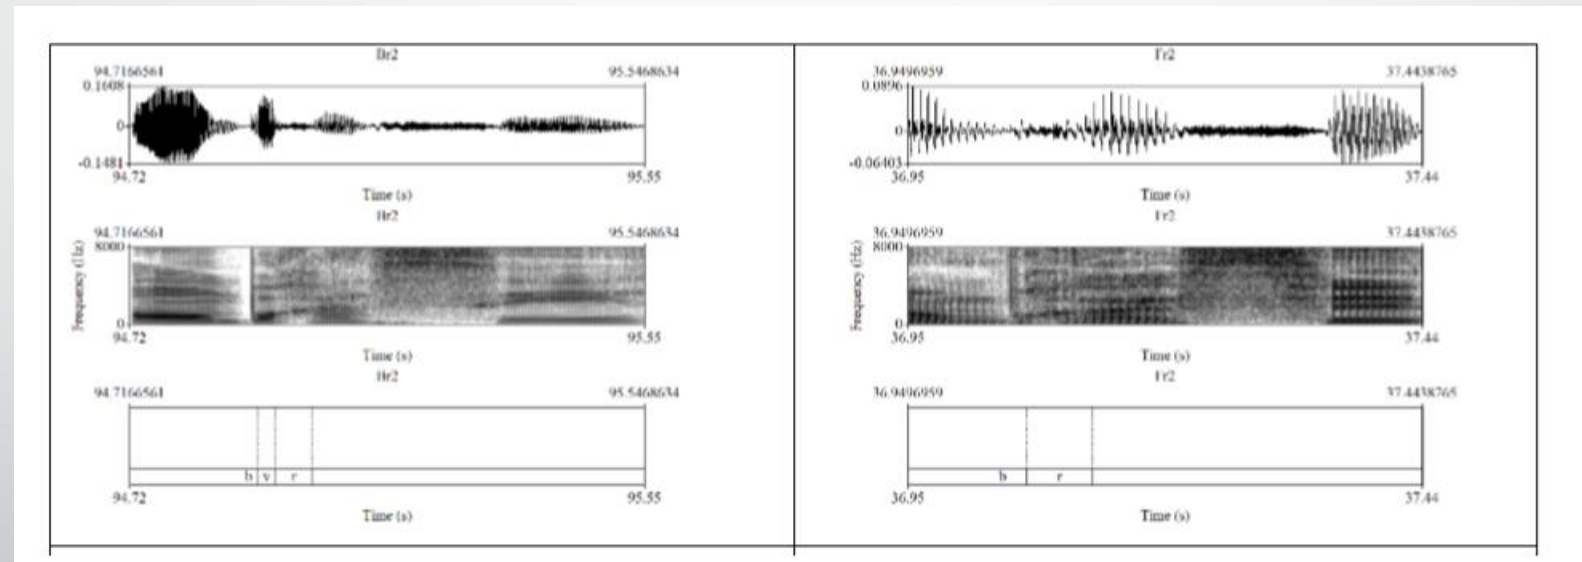 Br2
94.7166561 95.5468634
0.1608
0
-0.1481
94.72 95.55
Time (s)
Br2
94.7166561 95.5468634
8000
Frequency (Hz)
0
94.72 95.55
Time (s)
Br2
94.7166561 95.5468634
b v r
94.72 95.55
Time (s)
36.9496959 37.4438765
0.0896
0
-0.06403
36.95 37.44
Time (s)
36.9496959 37.4438765
8000
Frequency (Hz)
0
36.95 37.44
Time (s)
36.9496959 37.4438765
b r
36.95 37.44
Time (s)